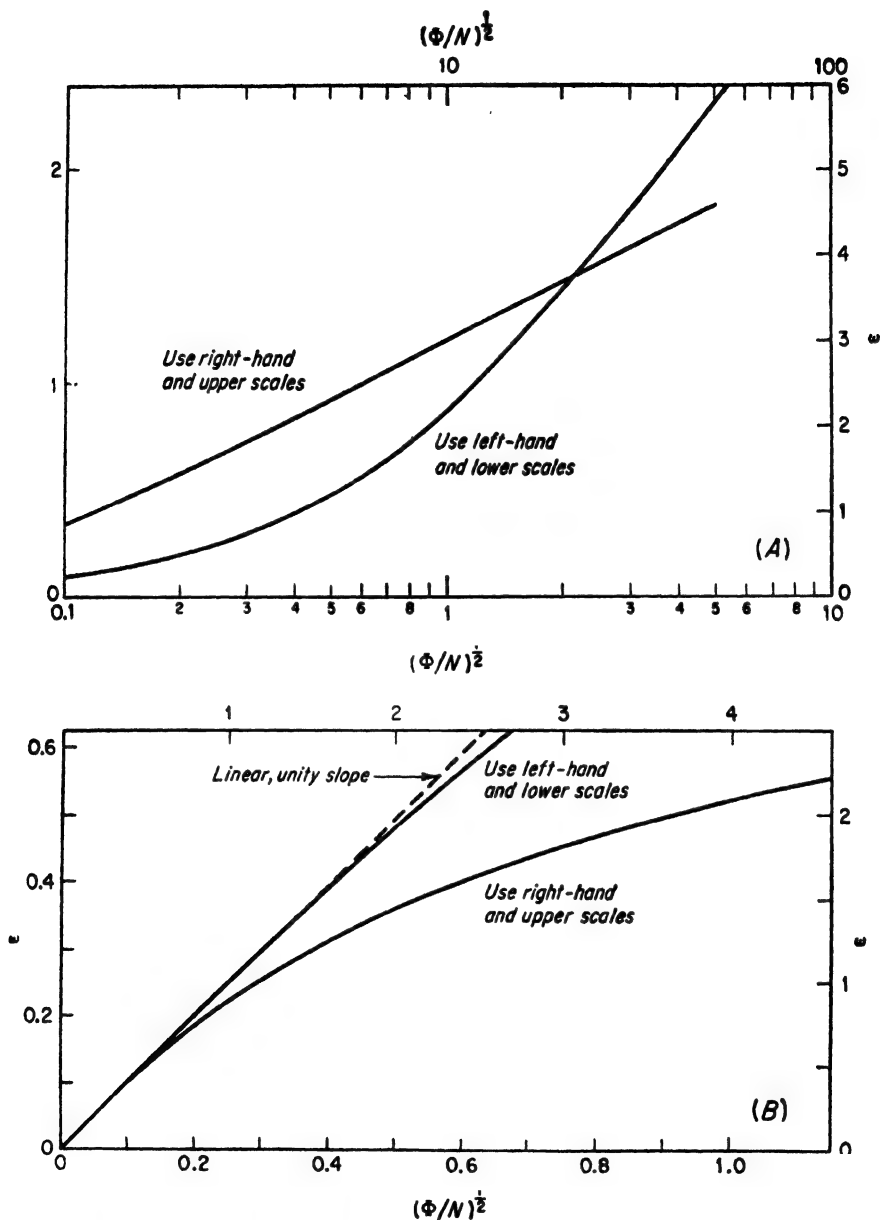 (Φ/N)^½
10 100
2
1
0
6
5
4
3
2
1
0
ε
Use right-hand
and upper scales
Use left-hand
and lower scales
(A)
0.1 2 3 4 5 6 8 1 2 3 4 5 6 8 10
(Φ/N)^½
1 2 3 4
0.6
0.4
0.2
0
ε
Linear, unity slope
Use left-hand
and lower scales
Use right-hand
and upper scales
2
1
0
ε
(B)
0 0.2 0.4 0.6 0.8 1.0
(Φ/N)^½